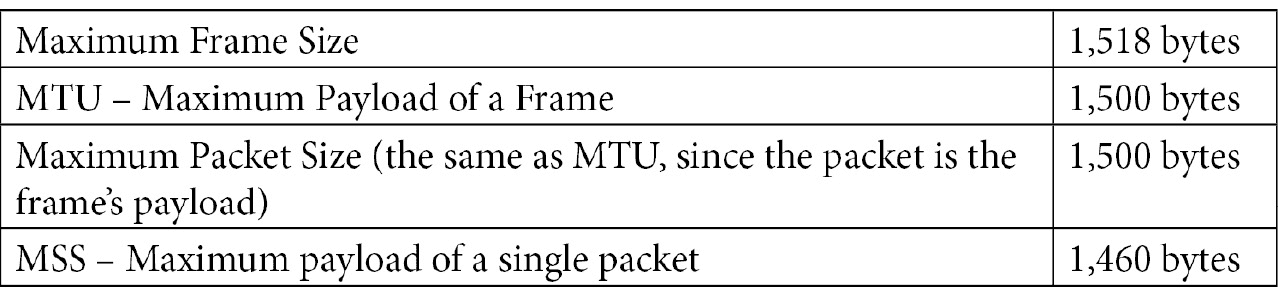 Maximum Frame Size 1,518 bytes
MTU – Maximum Payload of a Frame 1,500 bytes
Maximum Packet Size (the same as MTU, since the packet is the 1,500 bytes
frame’s payload)
MSS – Maximum payload of a single packet 1,460 bytes